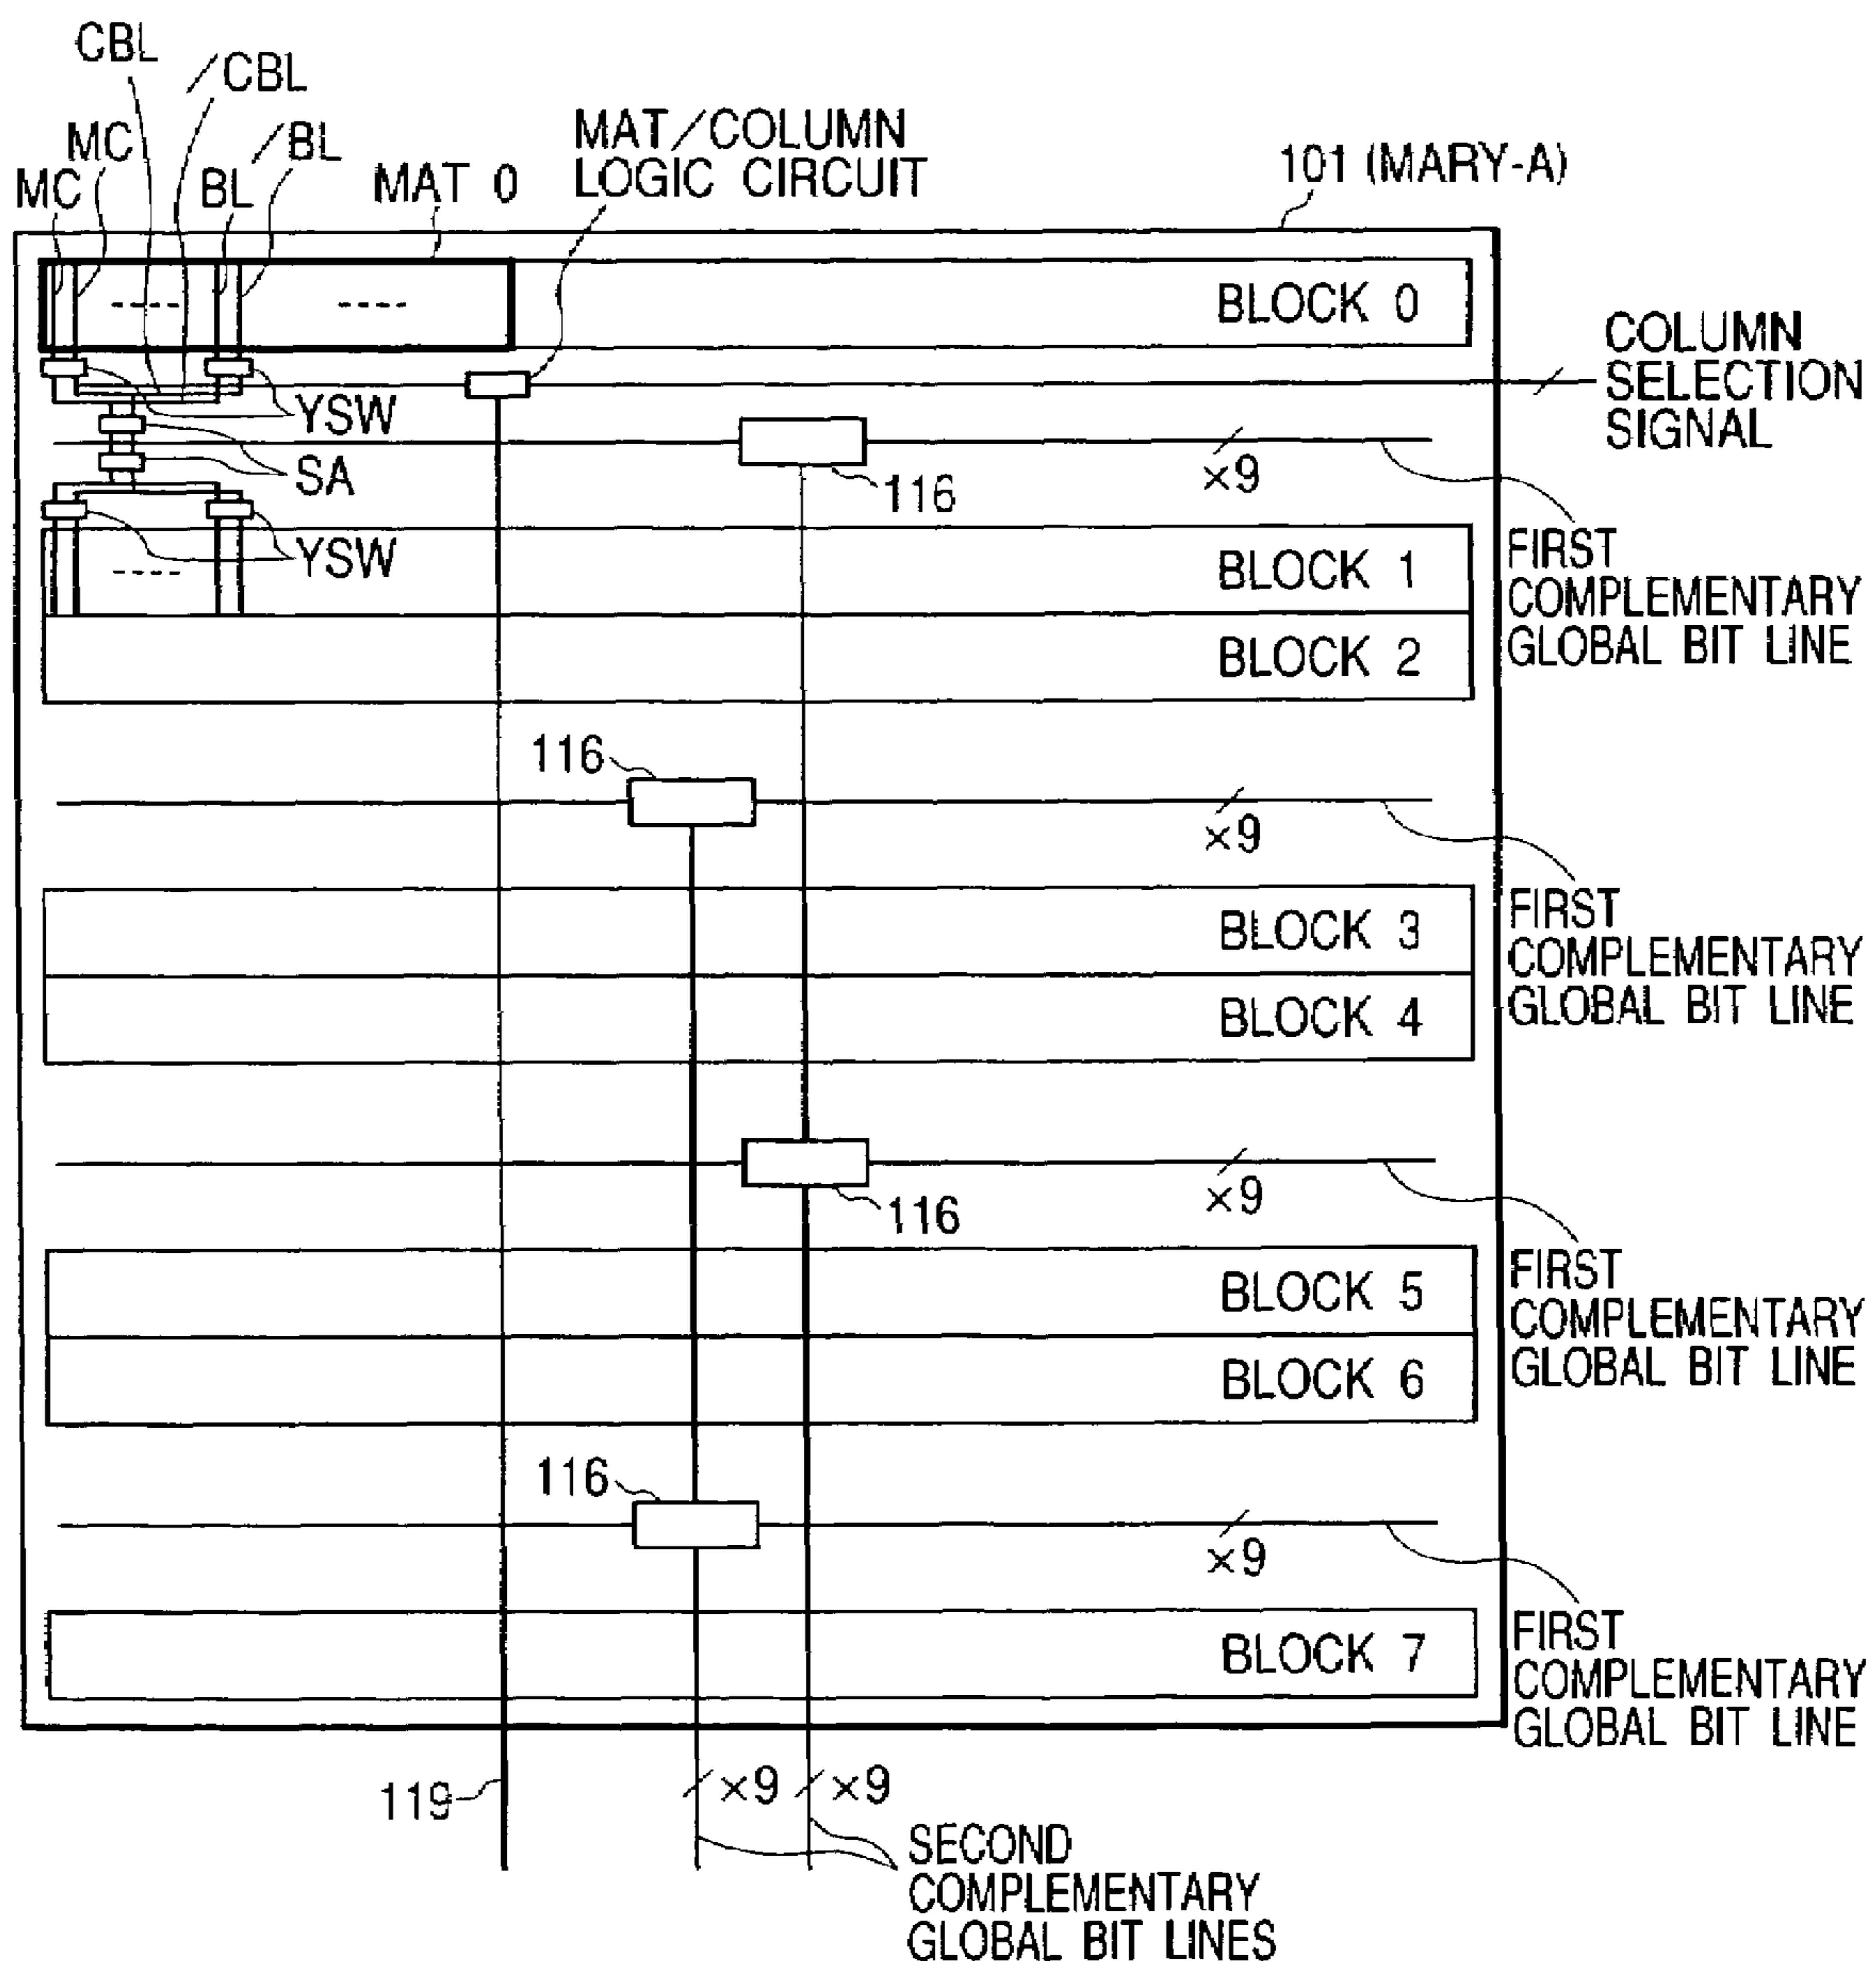 CBL
/CBL
MC
MC
BL
/BL
MAT 0
MAT/COLUMN
LOGIC CIRCUIT
101 (MARY-A)
BLOCK 0
COLUMN
SELECTION
SIGNAL
YSW
SA
116
×9
YSW
BLOCK 1
FIRST
COMPLEMENTARY
GLOBAL BIT LINE
BLOCK 2
116
×9
BLOCK 3
FIRST
COMPLEMENTARY
GLOBAL BIT LINE
BLOCK 4
116
×9
BLOCK 5
FIRST
COMPLEMENTARY
GLOBAL BIT LINE
BLOCK 6
116
×9
BLOCK 7
FIRST
COMPLEMENTARY
GLOBAL BIT LINE
119
×9
×9
SECOND
COMPLEMENTARY
GLOBAL BIT LINES